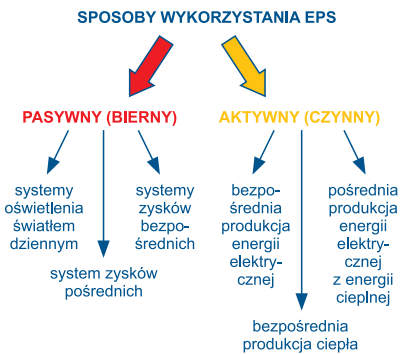 SPOSOBY WYKORZYSTANIA EPS
PASYWNY (BIERNY)
systemy
oświetlenia
światłem
dziennym
system zysków
pośrednich
systemy
zysków
bezpo-
średnich
AKTYWNY (CZYNNY)
bezpo-
średnia
produkcja
energii
elektry-
cznej
bezpośrednia
produkcja ciepła
pośrednia
produkcja
energii
elektry-
cznej
z energii
cieplnej